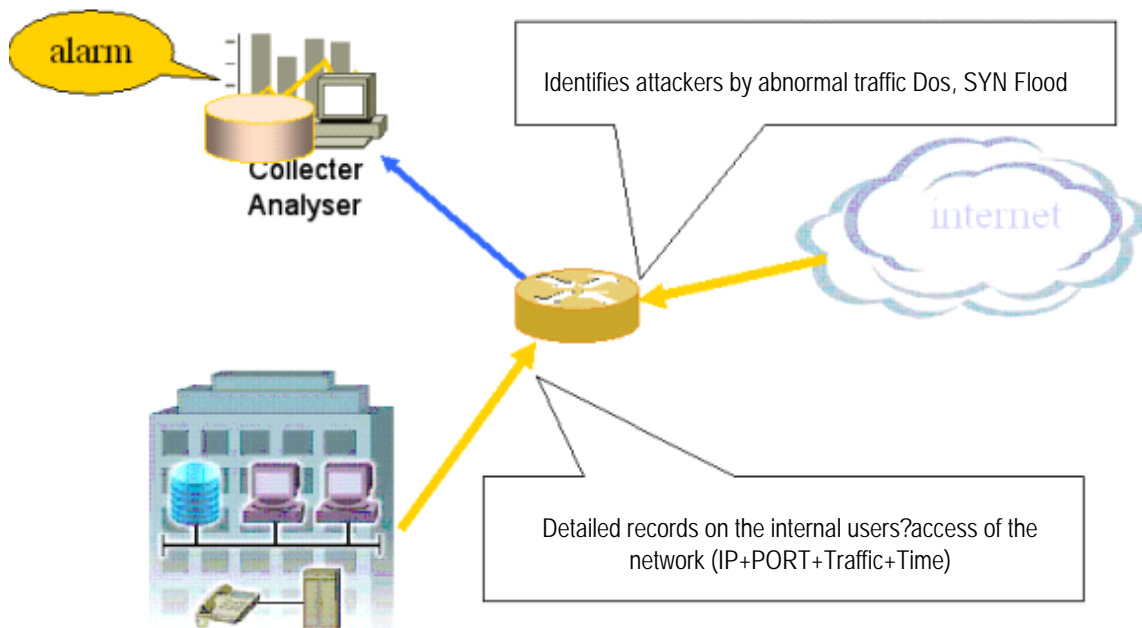 alarm
Collecter
Analyser
Identifies attackers by abnormal traffic Dos, SYN Flood
internet
Detailed records on the internal users?access of the
network (IP+PORT+Traffic+Time)